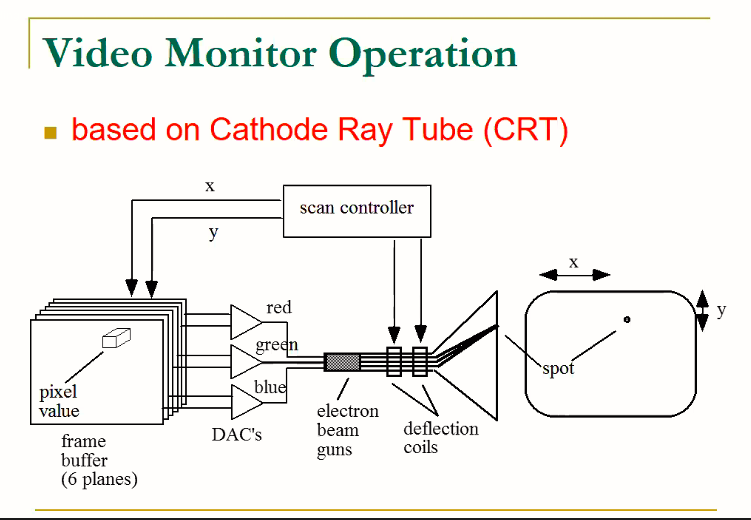 Video Monitor Operation
based on Cathode Ray Tube (CRT)
x
scan controller
y
x
red
y
green
spot
pixel
value
blue
electron
beam
guns
deflection
coils
DAC's
frame
buffer
(6 planes)